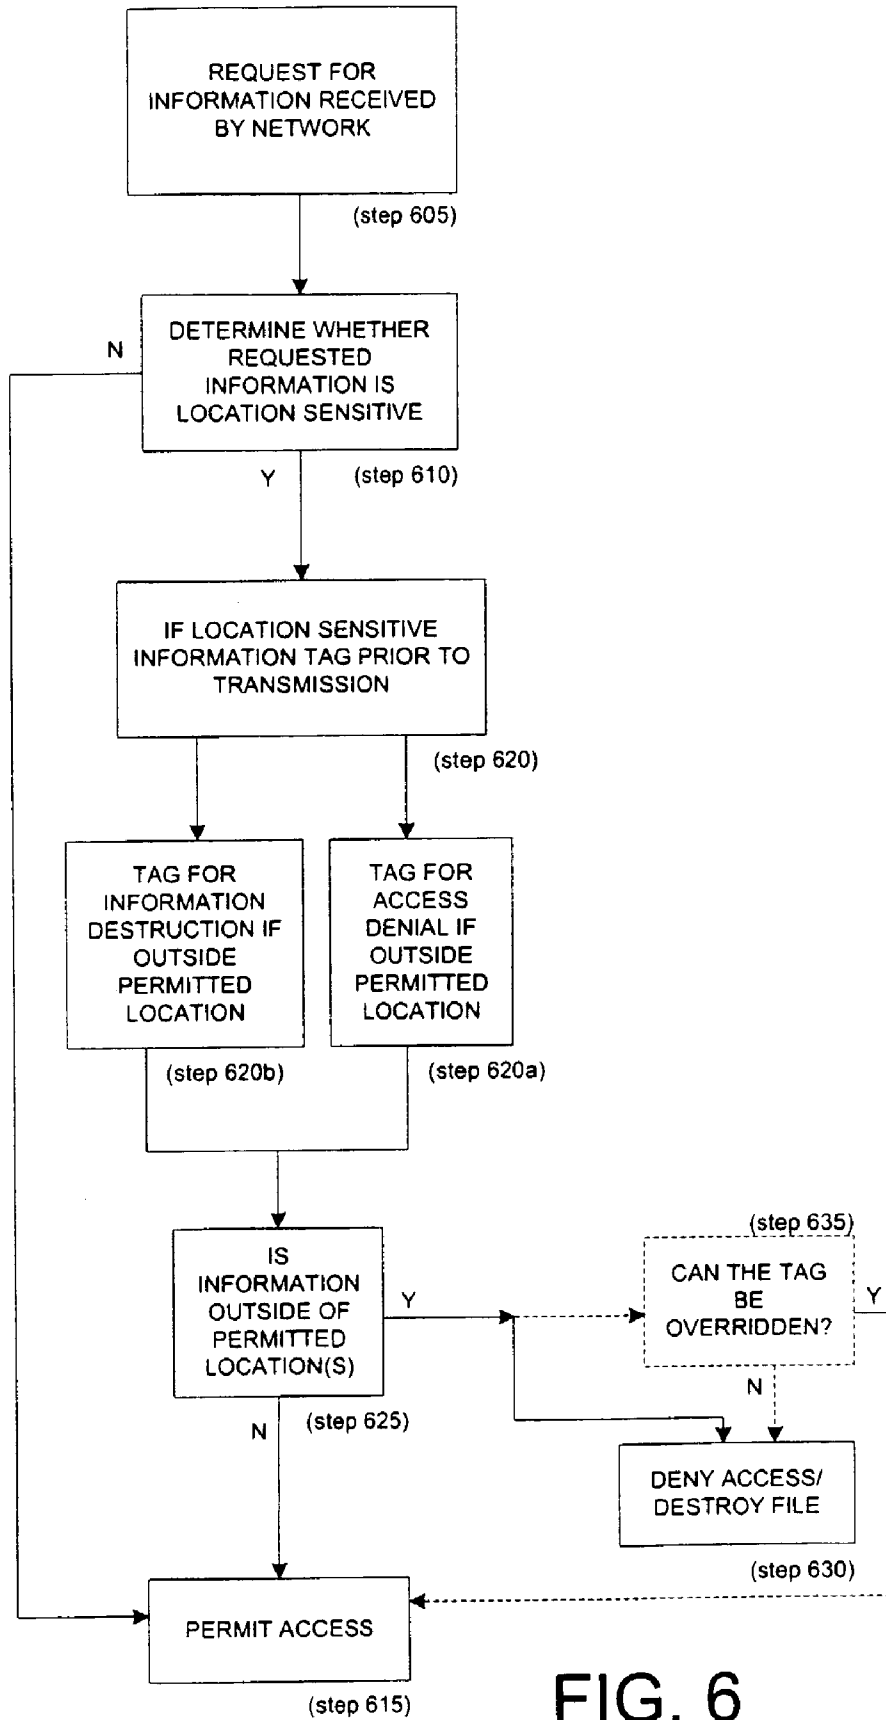 REQUEST FOR
INFORMATION RECEIVED
BY NETWORK
(step 605)
N
DETERMINE WHETHER
REQUESTED
INFORMATION IS
LOCATION SENSITIVE
Y
(step 610)
IF LOCATION SENSITIVE
INFORMATION TAG PRIOR TO
TRANSMISSION
(step 620)
TAG FOR
INFORMATION
DESTRUCTION IF
OUTSIDE
PERMITTED
LOCATION
(step 620b)
TAG FOR
ACCESS
DENIAL IF
OUTSIDE
PERMITTED
LOCATION
(step 620a)
IS
INFORMATION
OUTSIDE OF
PERMITTED
LOCATION(S)
Y
N
(step 625)
(step 635)
CAN THE TAG
BE
OVERRIDDEN?
Y
N
DENY ACCESS/
DESTROY FILE
(step 630)
PERMIT ACCESS
(step 615)
FIG. 6